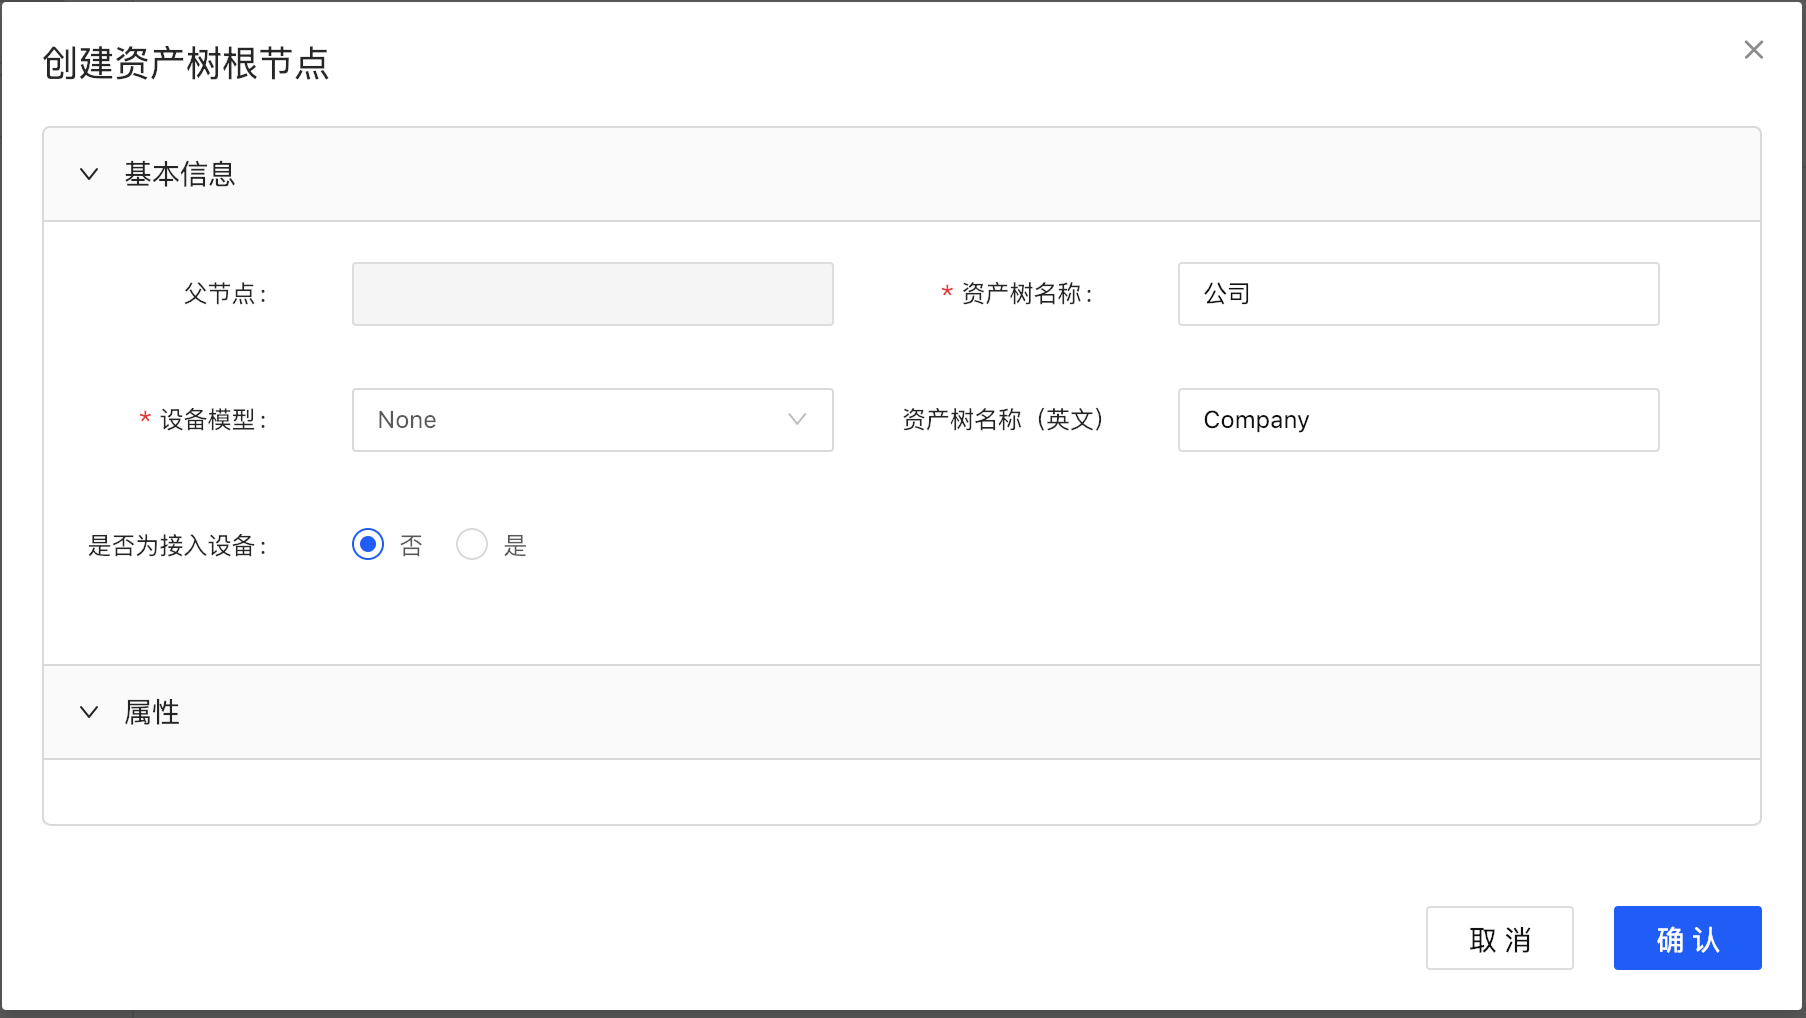 创建资产树根节点
基本信息
父节点:
* 资产树名称: 公司
* 设备模型: None
资产树名称（英文） Company
是否为接入设备: 否 是
属性
取 消 确 认